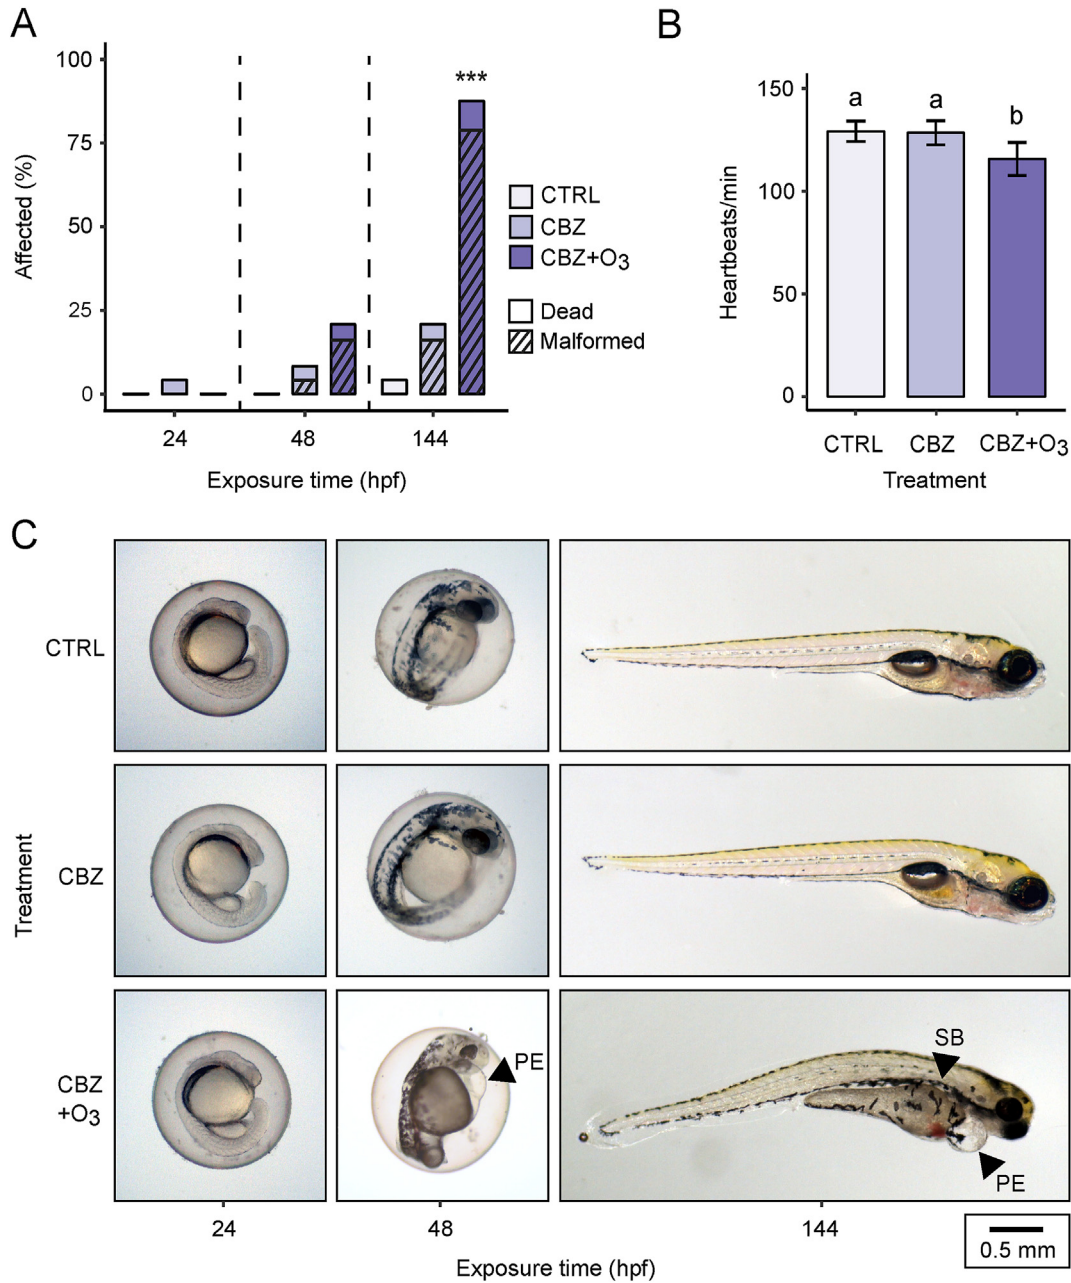 A
100
75
50
25
0
Affected (%)
***
24
48
144
Exposure time (hpf)
CTRL
CBZ
CBZ+O3
Dead
Malformed
B
150
100
50
0
Heartbeats/min
a
a
b
CTRL
CBZ
CBZ+O3
Treatment
C
CTRL
Treatment
CBZ
CBZ
+O3
PE
SB
PE
24
48
144
0.5 mm
Exposure time (hpf)